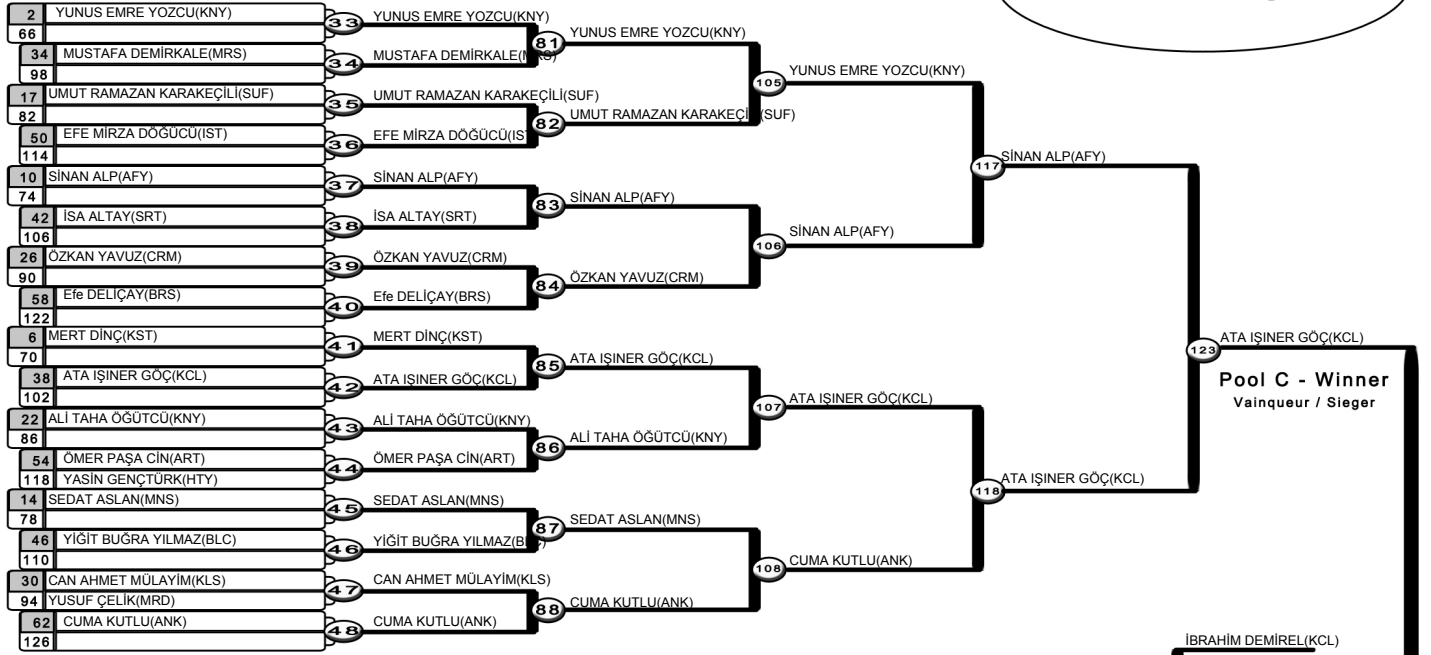 2 YUNUS EMRE YOZCU(KNY)
66
33 YUNUS EMRE YOZCU(KNY)
34 MUSTAFA DEMİRKALE(MRS)
98
34 MUSTAFA DEMİRKALE(MRS)
81 YUNUS EMRE YOZCU(KNY)
17 UMUT RAMAZAN KARAKEÇİLİ(SUF)
82
35 UMUT RAMAZAN KARAKEÇİLİ(SUF)
50 EFE MİRZA DÖĞÜCÜ(IST)
114
36 EFE MİRZA DÖĞÜCÜ(IST
82 UMUT RAMAZAN KARAKEÇİ (SUF)
105 YUNUS EMRE YOZCU(KNY)
10 SİNAN ALP(AFY)
74
37 SİNAN ALP(AFY)
42 İSA ALTAY(SRT)
106
38 İSA ALTAY(SRT)
83 SİNAN ALP(AFY)
26 ÖZKAN YAVUZ(CRM)
90
39 ÖZKAN YAVUZ(CRM)
58 Efe DELİÇAY(BRS)
122
40 Efe DELİÇAY(BRS)
84 ÖZKAN YAVUZ(CRM)
106 SİNAN ALP(AFY)
117 SİNAN ALP(AFY)
6 MERT DİNÇ(KST)
70
41 MERT DİNÇ(KST)
38 ATA IŞINER GÖÇ(KCL)
102
42 ATA IŞINER GÖÇ(KCL)
85 ATA IŞINER GÖÇ(KCL)
22 ALİ TAHA ÖĞÜTCÜ(KNY)
86
43 ALİ TAHA ÖĞÜTCÜ(KNY)
54 ÖMER PAŞA CİN(ART)
118 YASİN GENÇTÜRK(HTY)
44 ÖMER PAŞA CİN(ART)
86 ALİ TAHA ÖĞÜTCÜ(KNY)
107 ATA IŞINER GÖÇ(KCL)
14 SEDAT ASLAN(MNS)
78
45 SEDAT ASLAN(MNS)
46 YİĞİT BUĞRA YILMAZ(BLC)
110
46 YİĞİT BUĞRA YILMAZ(B C)
87 SEDAT ASLAN(MNS)
30 CAN AHMET MÜLAYİM(KLS)
94 YUSUF ÇELİK(MRD)
47 CAN AHMET MÜLAYİM(KLS)
62 CUMA KUTLU(ANK)
126
48 CUMA KUTLU(ANK)
88 CUMA KUTLU(ANK)
108 CUMA KUTLU(ANK)
118 ATA IŞINER GÖÇ(KCL)
123 ATA IŞINER GÖÇ(KCL)
Pool C - Winner
Vainqueur / Sieger
İBRAHİM DEMİREL(KCL)